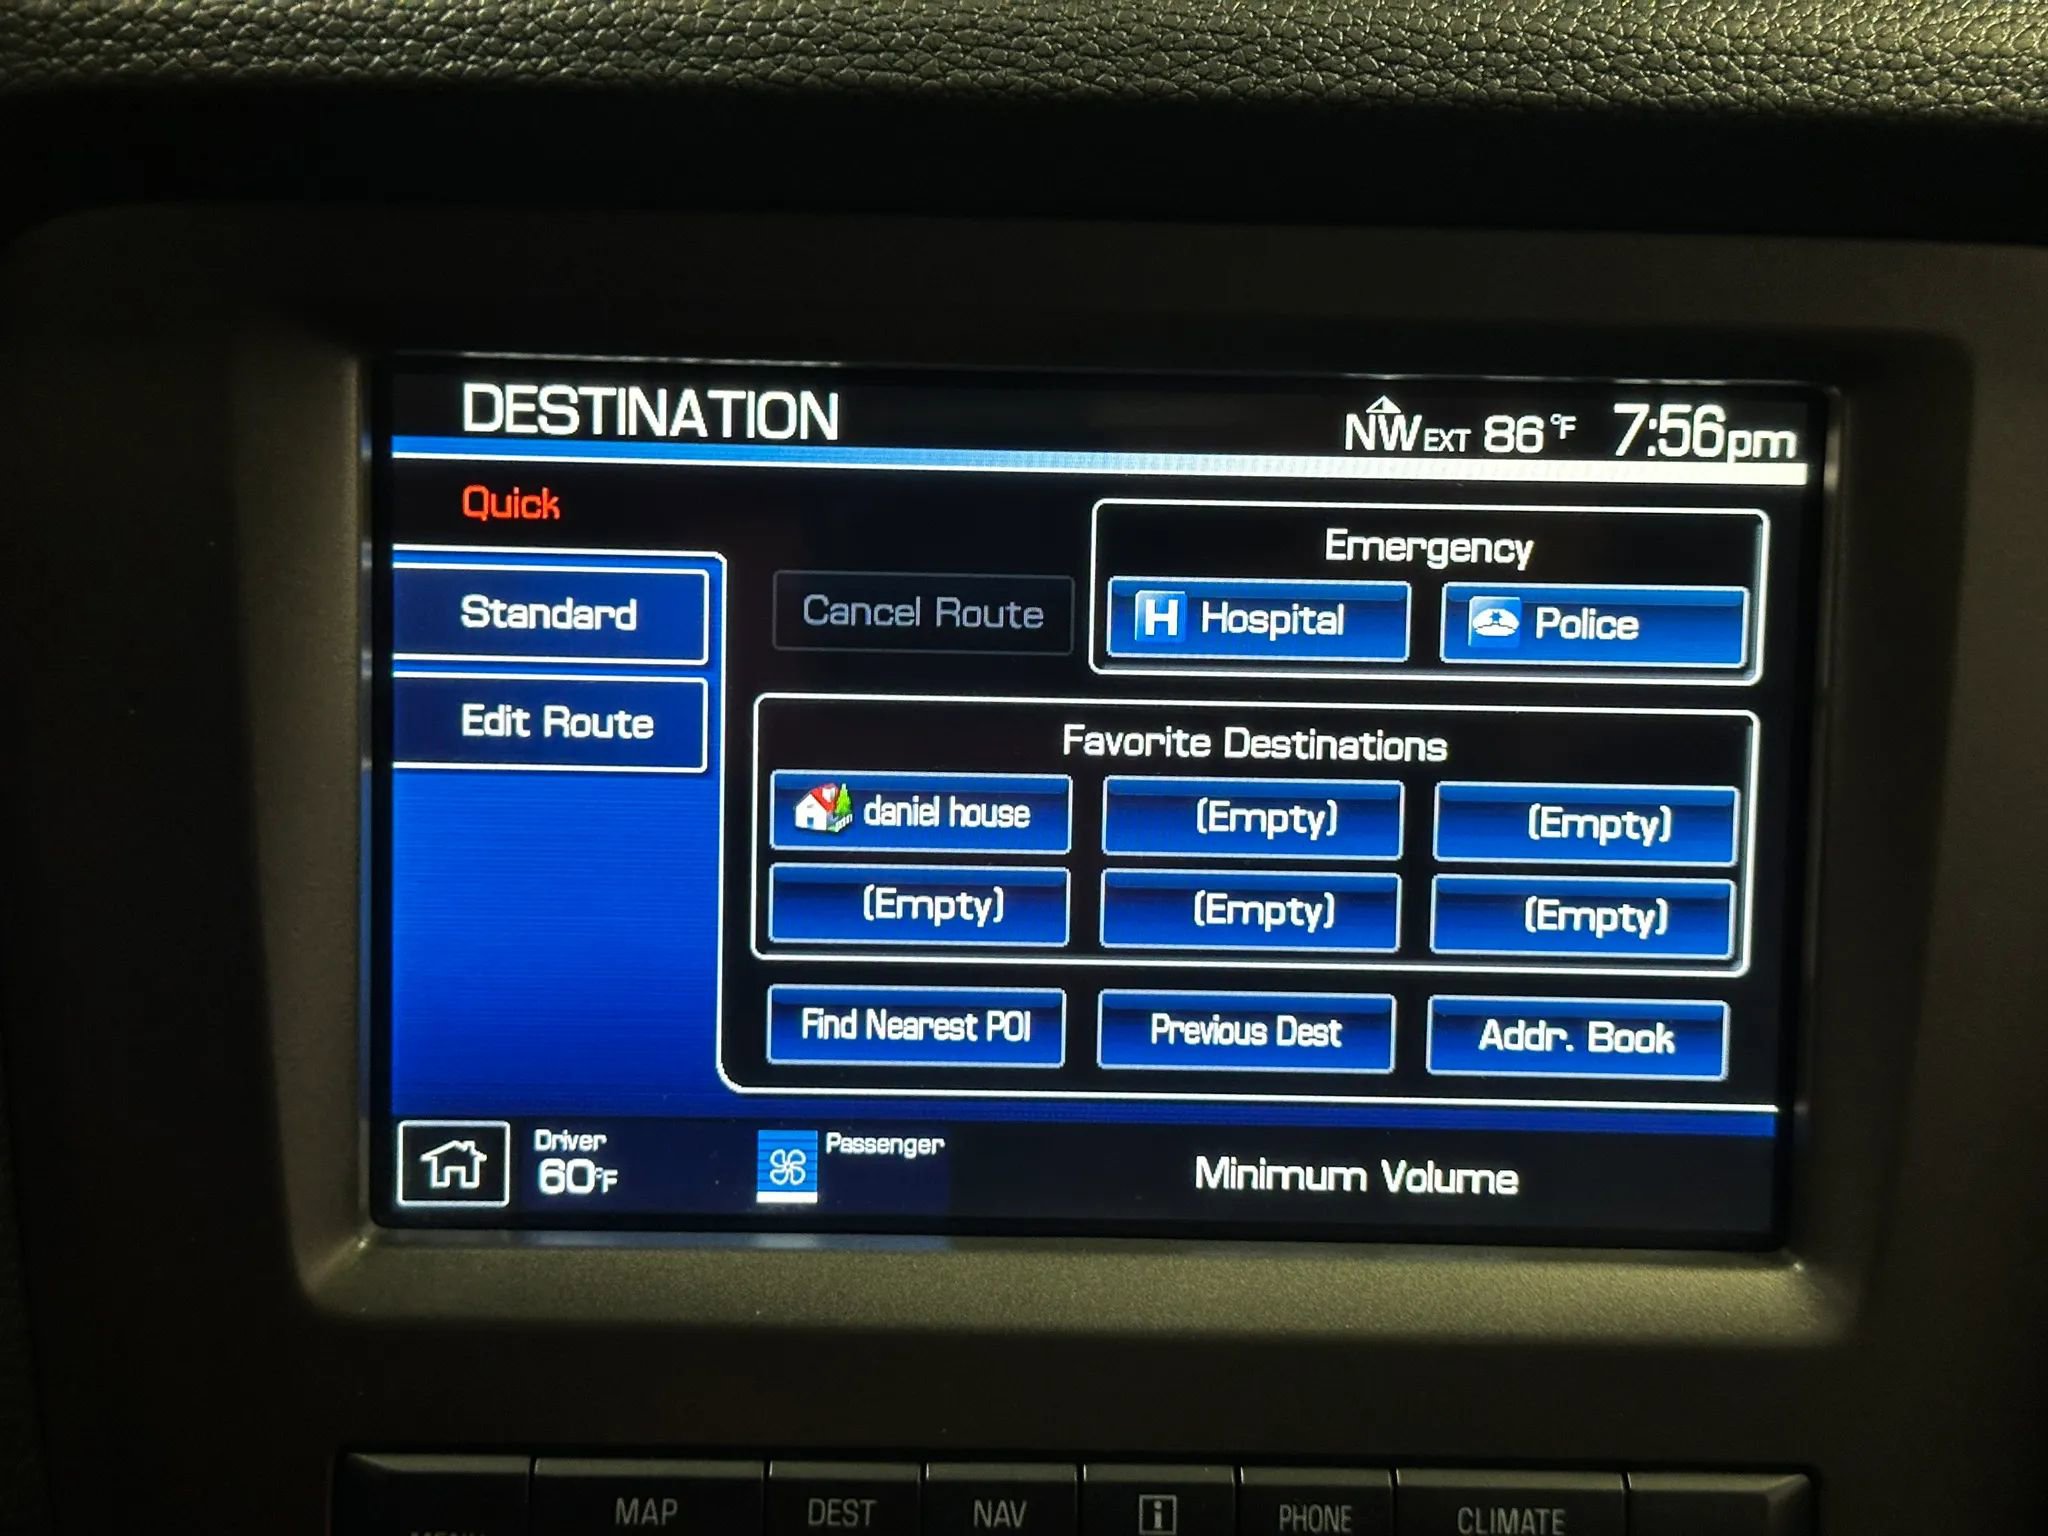 DESTINATION
NW EXT 86°F 7:56pm
Quick
Standard
Edit Route
Cancel Route
Emergency
H Hospital
Police
Favorite Destinations
daniel house
(Empty)
(Empty)
(Empty)
(Empty)
(Empty)
Find Nearest POI
Previous Dest
Addr. Book
Driver
60°F
Passenger
Minimum Volume
MAP
DEST
NAV
i
PHONE
CLIMATE